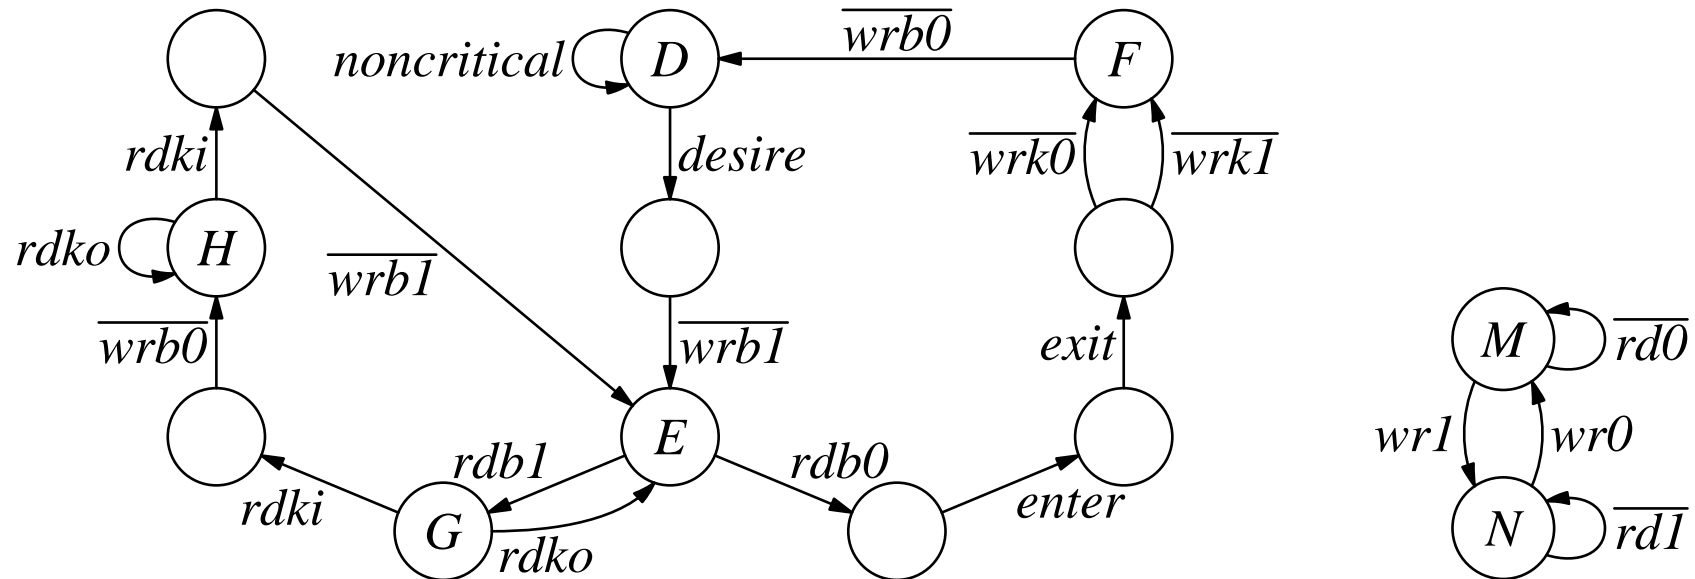 wrb0
noncritical
D
F
rdki
desire
wrk0
wrk1
rdko
H
wrb1
wrb0
wrb1
exit
M
rd0
rdb1
E
rdb0
wr1
wr0
rdki
enter
G
rdko
N
rd1